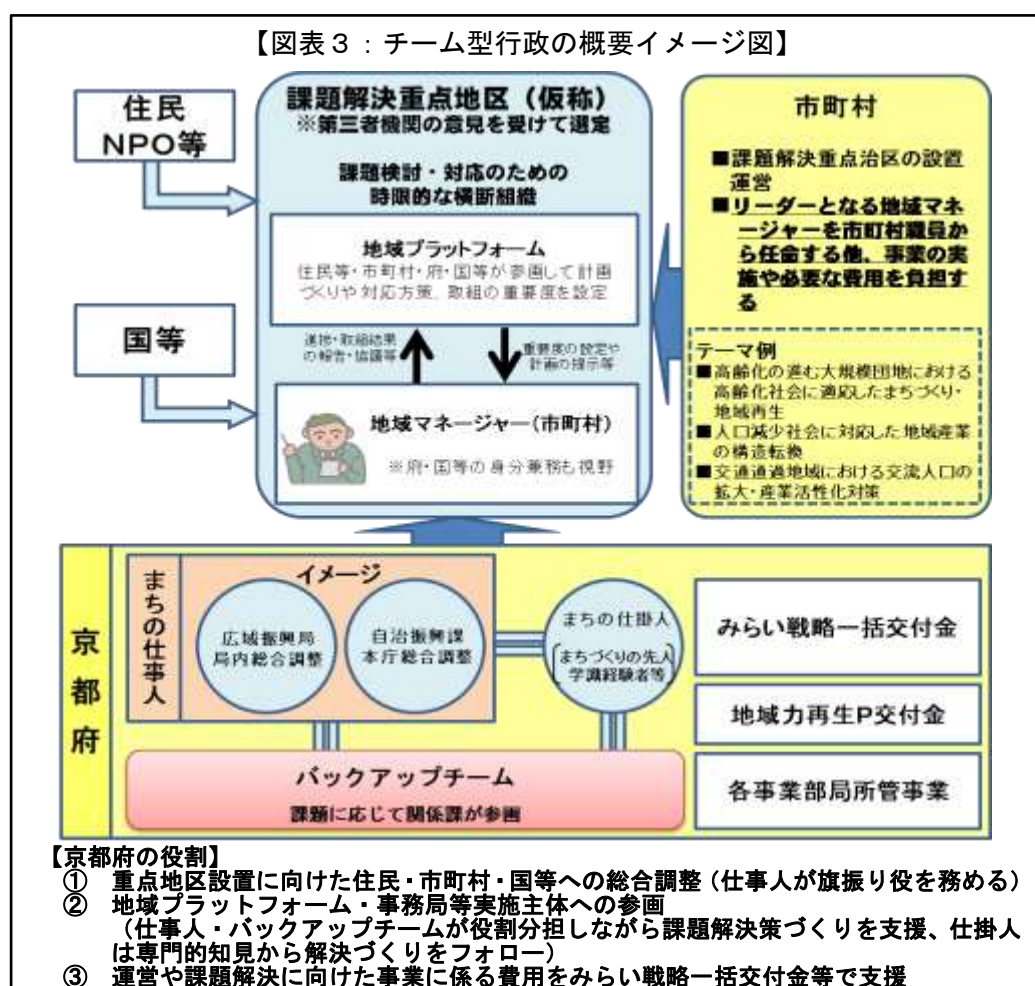 【図表３：チーム型行政の概要イメージ図】
住民
NPO等
国等
課題解決重点地区（仮称）
※第三者機関の意見を受けて選定
課題検討・対応のための
時限的な横断組織
地域プラットフォーム
住民等・市町村・府・国等が参画して計画
づくりや対応方策、取組の重要度を設定
進捗・取組結果
の報告・協議等
重要度の設定や
計画の提示等
地域マネージャー（市町村）
※府・国等の身分兼務も視野
市町村
■課題解決重点治区の設置
運営
■リーダーとなる地域マネ
ージャーを市町村職員か
ら任命する他、事業の実
施や必要な費用を負担す
る
テーマ例
■高齢化の進む大規模団地における
高齢化社会に適応したまちづくり・
地域再生
■人口減少社会に対応した地域産業
の構造転換
■交通通過地域における交流人口の
拡大・産業活性化対策
京都府
まちの仕事人
イメージ
広域振興局
局内総合調整
自治振興課
本庁総合調整
まちの仕掛人
まちづくりの先人
学識経験者等
バックアップチーム
課題に応じて関係課が参画
みらい戦略一括交付金
地域力再生P交付金
各事業部局所管事業
【京都府の役割】
① 重点地区設置に向けた住民・市町村・国等への総合調整（仕事人が旗振り役を務める）
② 地域プラットフォーム・事務局等実施主体への参画
（仕事人・バックアップチームが役割分担しながら課題解決策づくりを支援、仕掛人
は専門的知見から解決づくりをフォロー）
③ 運営や課題解決に向けた事業に係る費用をみらい戦略一括交付金等で支援